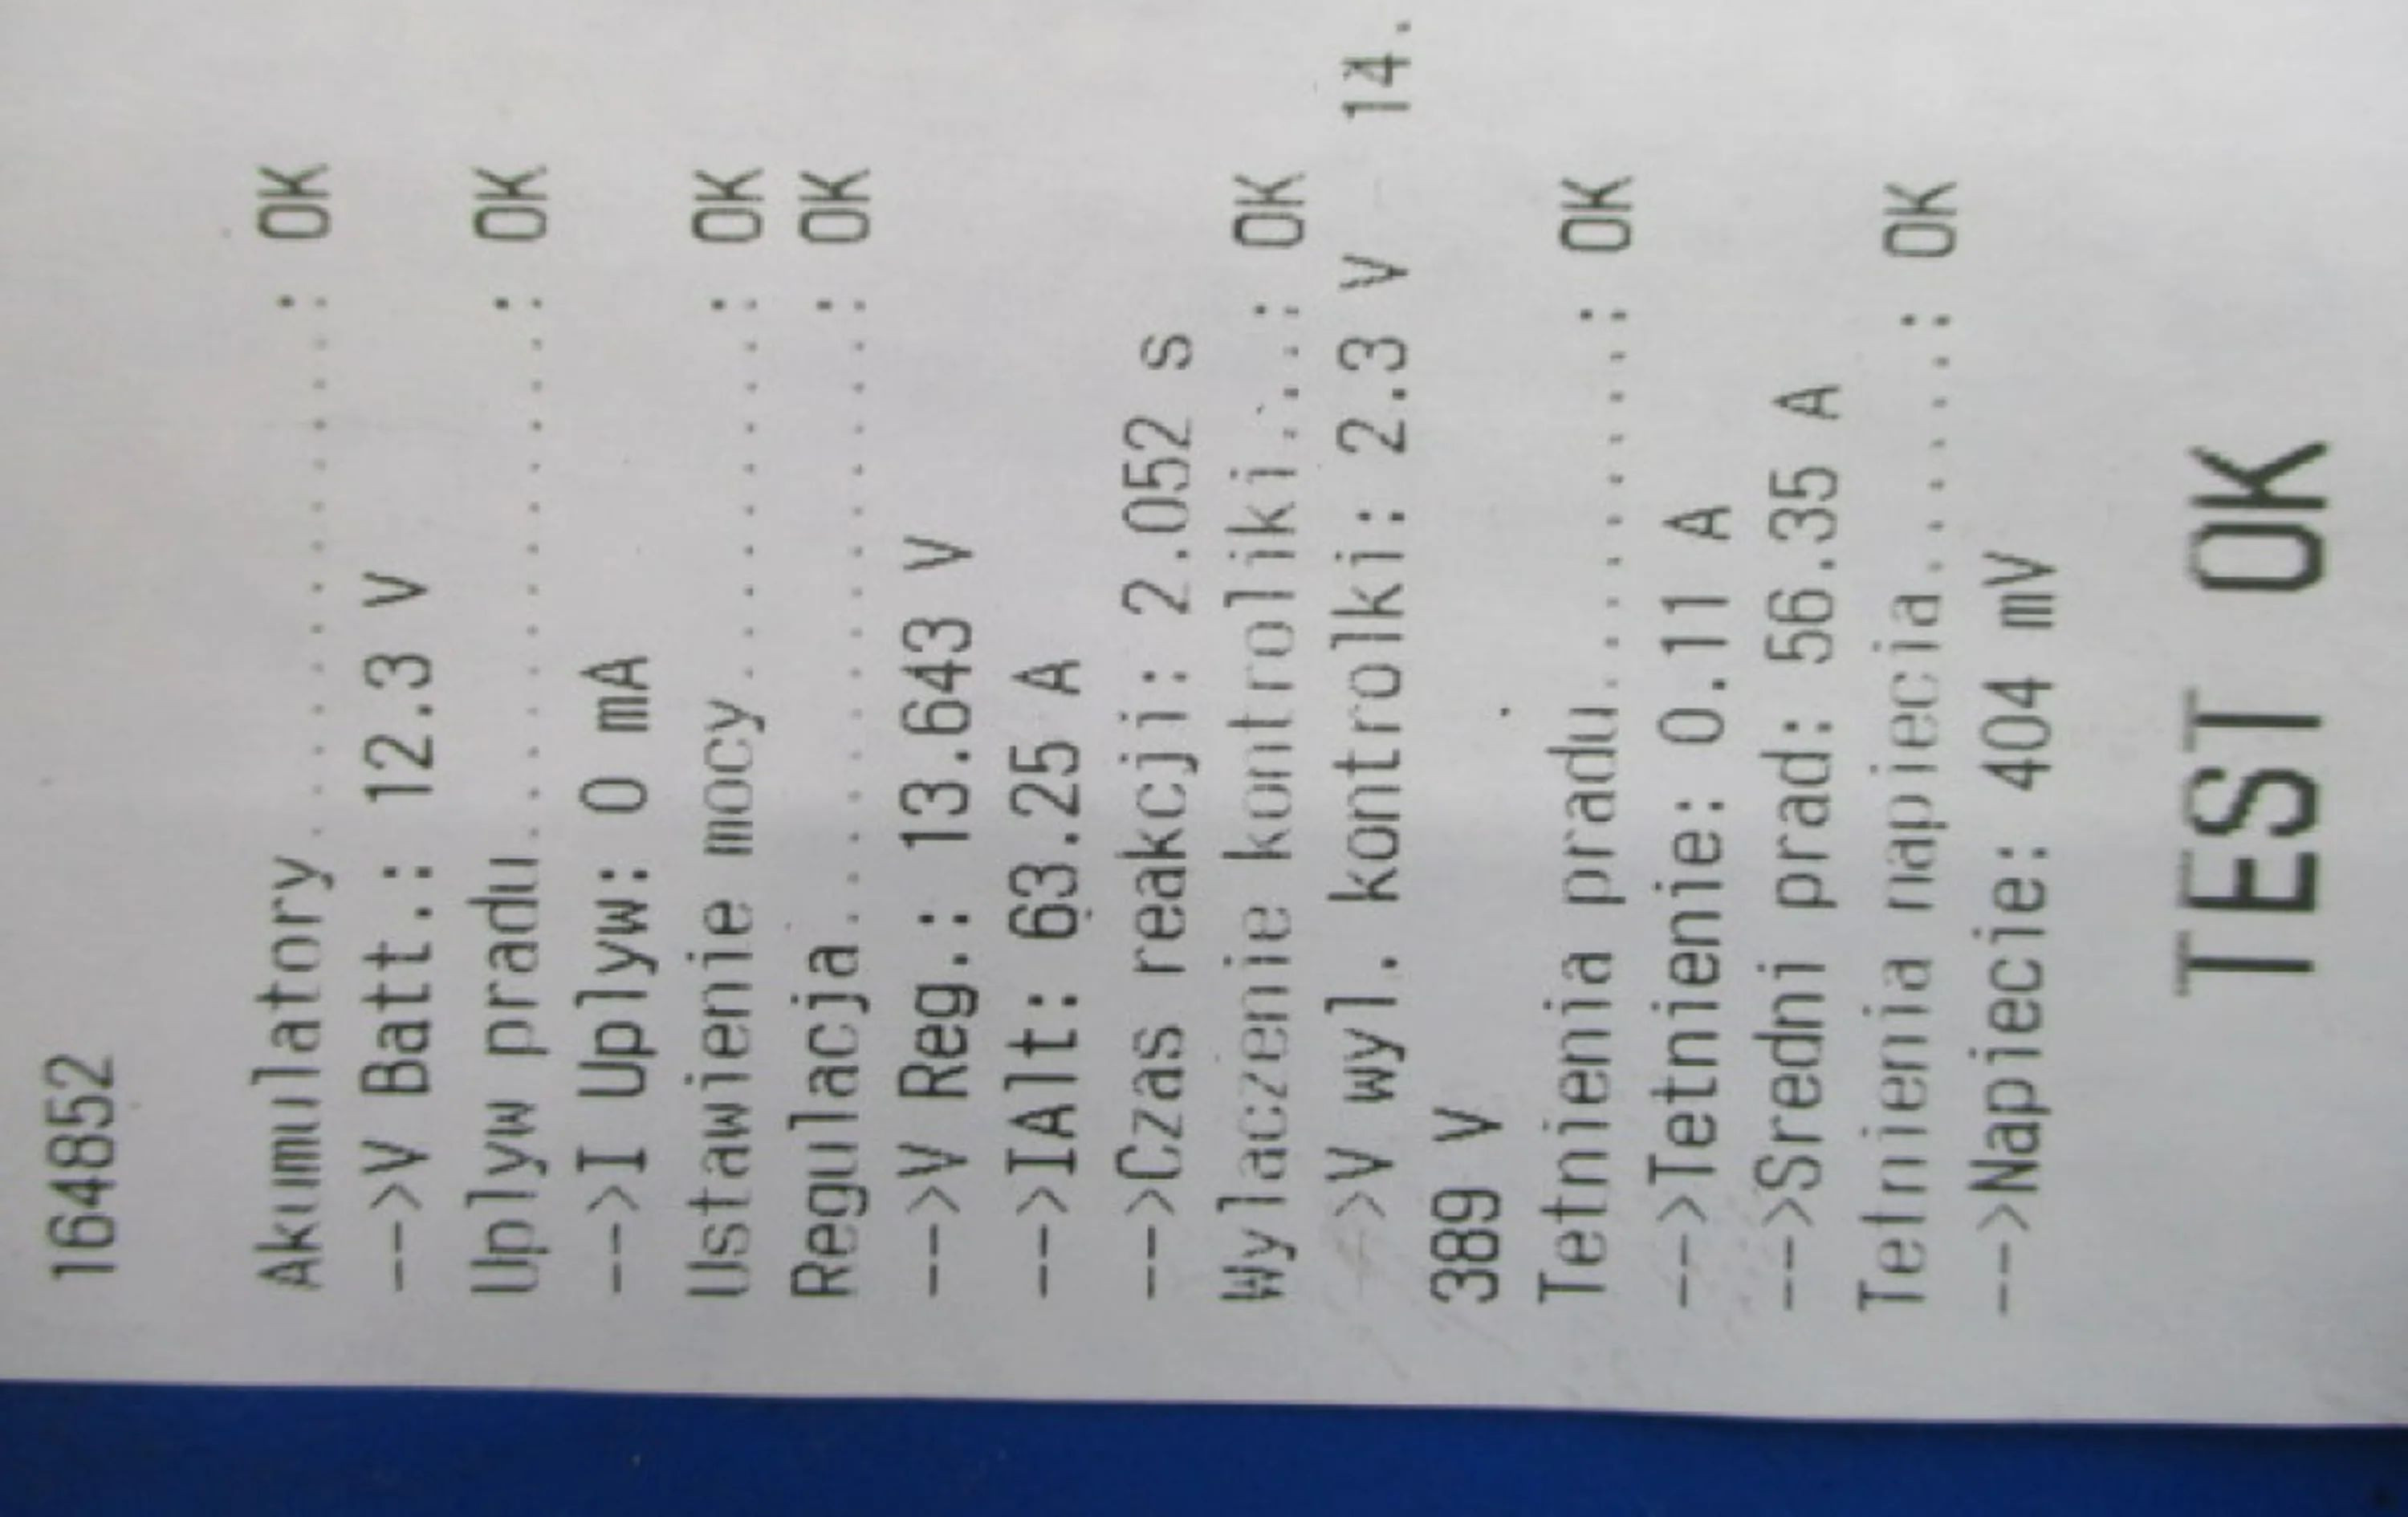 164852
Akumulatory...........: OK
-->V Batt.: 12.3 V
Uplyw pradu...........: OK
-->I Uplyw: 0 mA
Ustawienie mocy.......: OK
Regulacja.............: OK
-->V Reg.: 13.643 V
-->IAlt: 63.25 A
-->Czas reakcji: 2.052 s
Wylaczenie kontroliki...: OK
-->V wyl. kontrolki: 2.3 V 14.
389 V
Tetnienia pradu.........: OK
-->Tetnienie: 0.11 A
-->Sredni prad: 56.35 A
Tetnienia napiecia......: OK
-->Napiecie: 404 mV
TEST OK